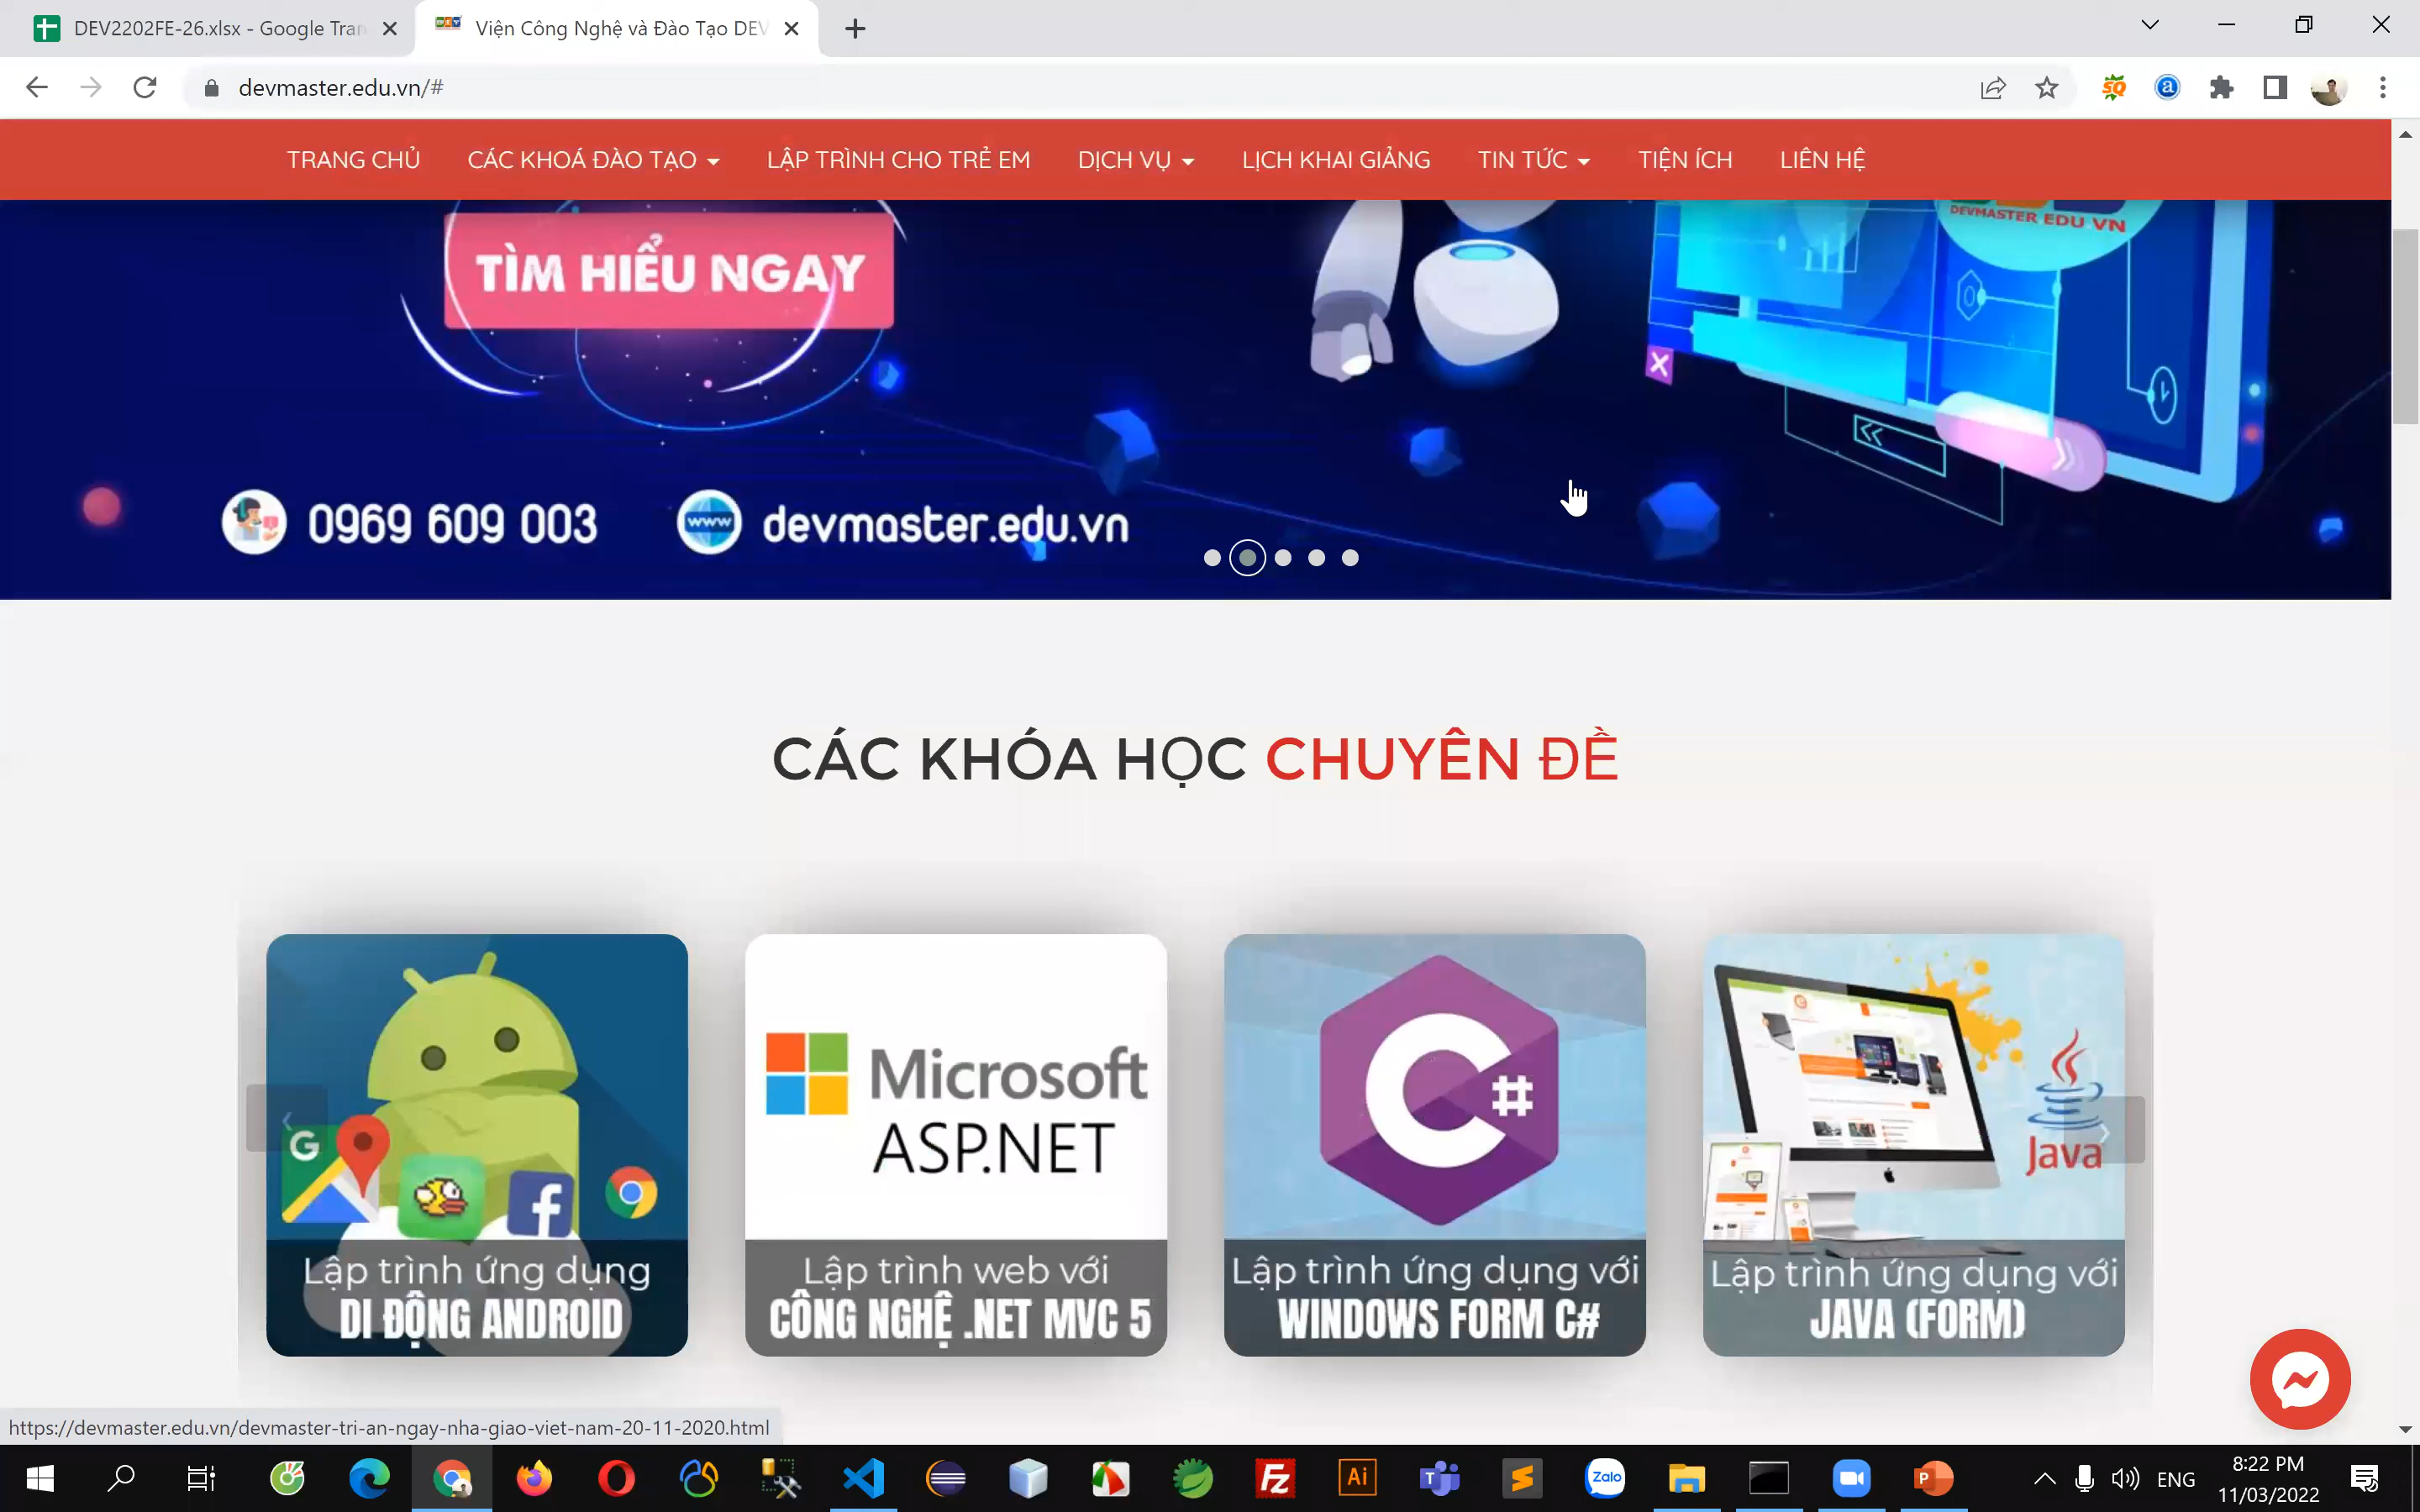 DEV2202FE-26.xlsx - Google Tran
Viện Công Nghệ và Đào Tạo DEV
devmaster.edu.vn/#
TRANG CHỦ
CÁC KHOÁ ĐÀO TẠO
LẬP TRÌNH CHO TRẺ EM
DỊCH VỤ
LỊCH KHAI GIẢNG
TIN TỨC
TIỆN ÍCH
LIÊN HỆ
DEVMASTER.EDU.VN
TÌM HIỂU NGAY
0969 609 003
www
devmaster.edu.vn
CÁC KHÓA HỌC CHUYÊN ĐỀ
G
f
Lập trình ứng dụng
DI ĐỘNG ANDROID
Microsoft
ASP.NET
Lập trình web với
CÔNG NGHỆ .NET MVC 5
C#
Lập trình ứng dụng với
WINDOWS FORM C#
Java
Lập trình ứng dụng với
JAVA (FORM)
https://devmaster.edu.vn/devmaster-tri-an-ngay-nha-giao-viet-nam-20-11-2020.html
Fz
Ai
T
Zalo
P
ENG
8:22 PM
11/03/2022